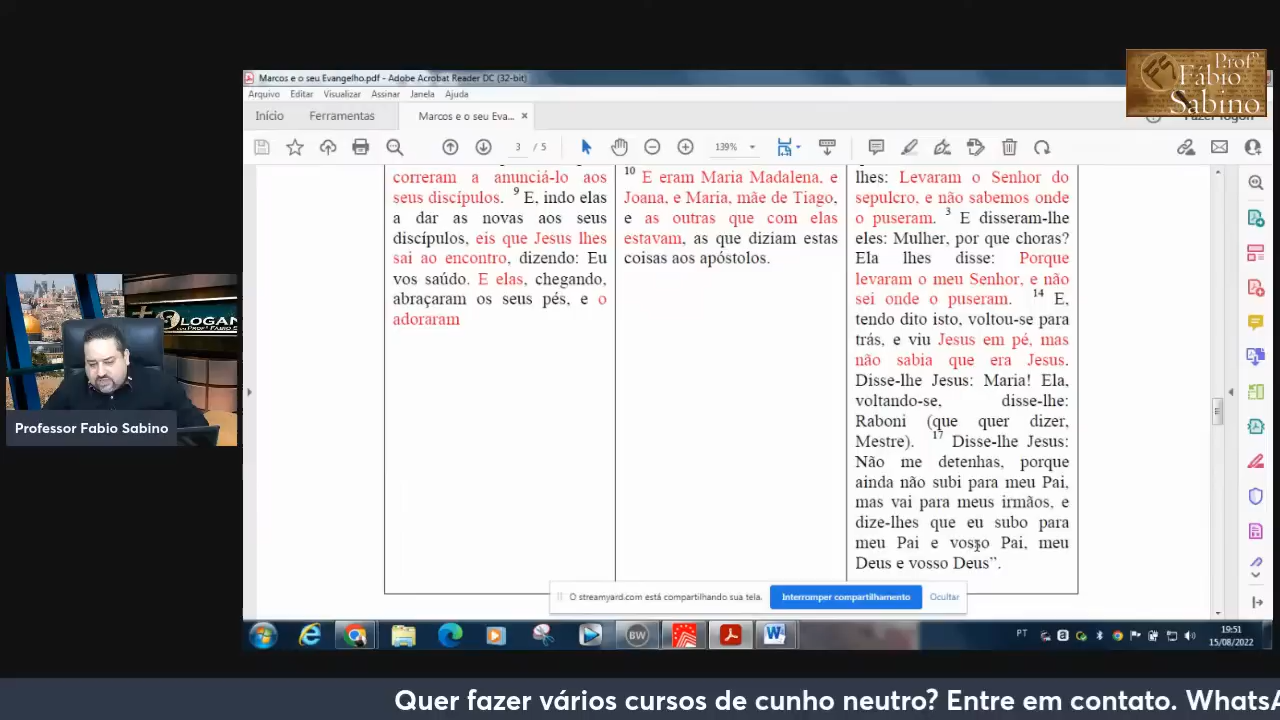 Profº
Fábio
Sabino
Marcos e o seu Evangelho.pdf - Adobe Acrobat Reader DC (32-bit)
Arquivo Editar Visualizar Assinar Janela Ajuda
Início Ferramentas Marcos e o seu Eva... ×
3 / 5 139%
correram a anunciá-lo aos
seus discípulos. 9 E, indo elas
a dar as novas aos seus
discípulos, eis que Jesus lhes
sai ao encontro, dizendo: Eu
vos saúdo. E elas, chegando,
abraçaram os seus pés, e o
adoraram
10 E eram Maria Madalena, e
Joana, e Maria, mãe de Tiago,
e as outras que com elas
estavam, as que diziam estas
coisas aos apóstolos.
lhes: Levaram o Senhor do
sepulcro, e não sabemos onde
o puseram. 3 E disseram-lhe
eles: Mulher, por que choras?
Ela lhes disse: Porque
levaram o meu Senhor, e não
sei onde o puseram. 14 E,
tendo dito isto, voltou-se para
trás, e viu Jesus em pé, mas
não sabia que era Jesus.
Disse-lhe Jesus: Maria! Ela,
voltando-se, disse-lhe:
Raboni (que quer dizer,
Mestre). 17 Disse-lhe Jesus:
Não me detenhas, porque
ainda não subi para meu Pai,
mas vai para meus irmãos, e
dize-lhes que eu subo para
meu Pai e vosso Pai, meu
Deus e vosso Deus”.
Professor Fabio Sabino
O streamyard.com está compartilhando sua tela. Interromper compartilhamento Ocultar
BW W PT 19:51
15/08/2022
Quer fazer vários cursos de cunho neutro? Entre em contato. WhatsA